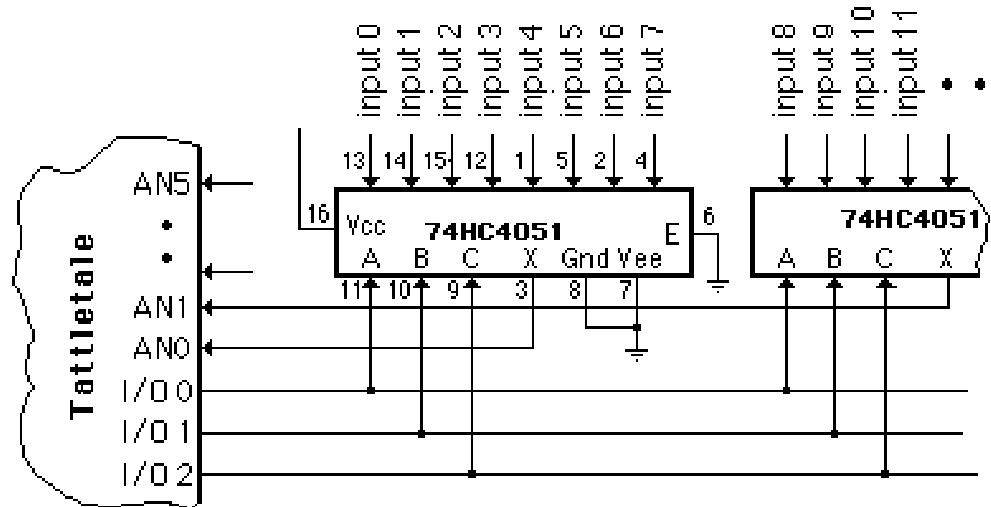 input 0
input 1
input 2
input 3
input 4
input 5
input 6
input 7
input 8
input 9
input 10
input 11
13 14 15 12 1 5 2 4
AN5
16 Vcc 74HC4051 E 6
74HC4051
A B C X Gnd Vee
A B C X
11 10 9 3 8 7
AN1
AN0
I/O 0
I/O 1
I/O 2
Tattletale